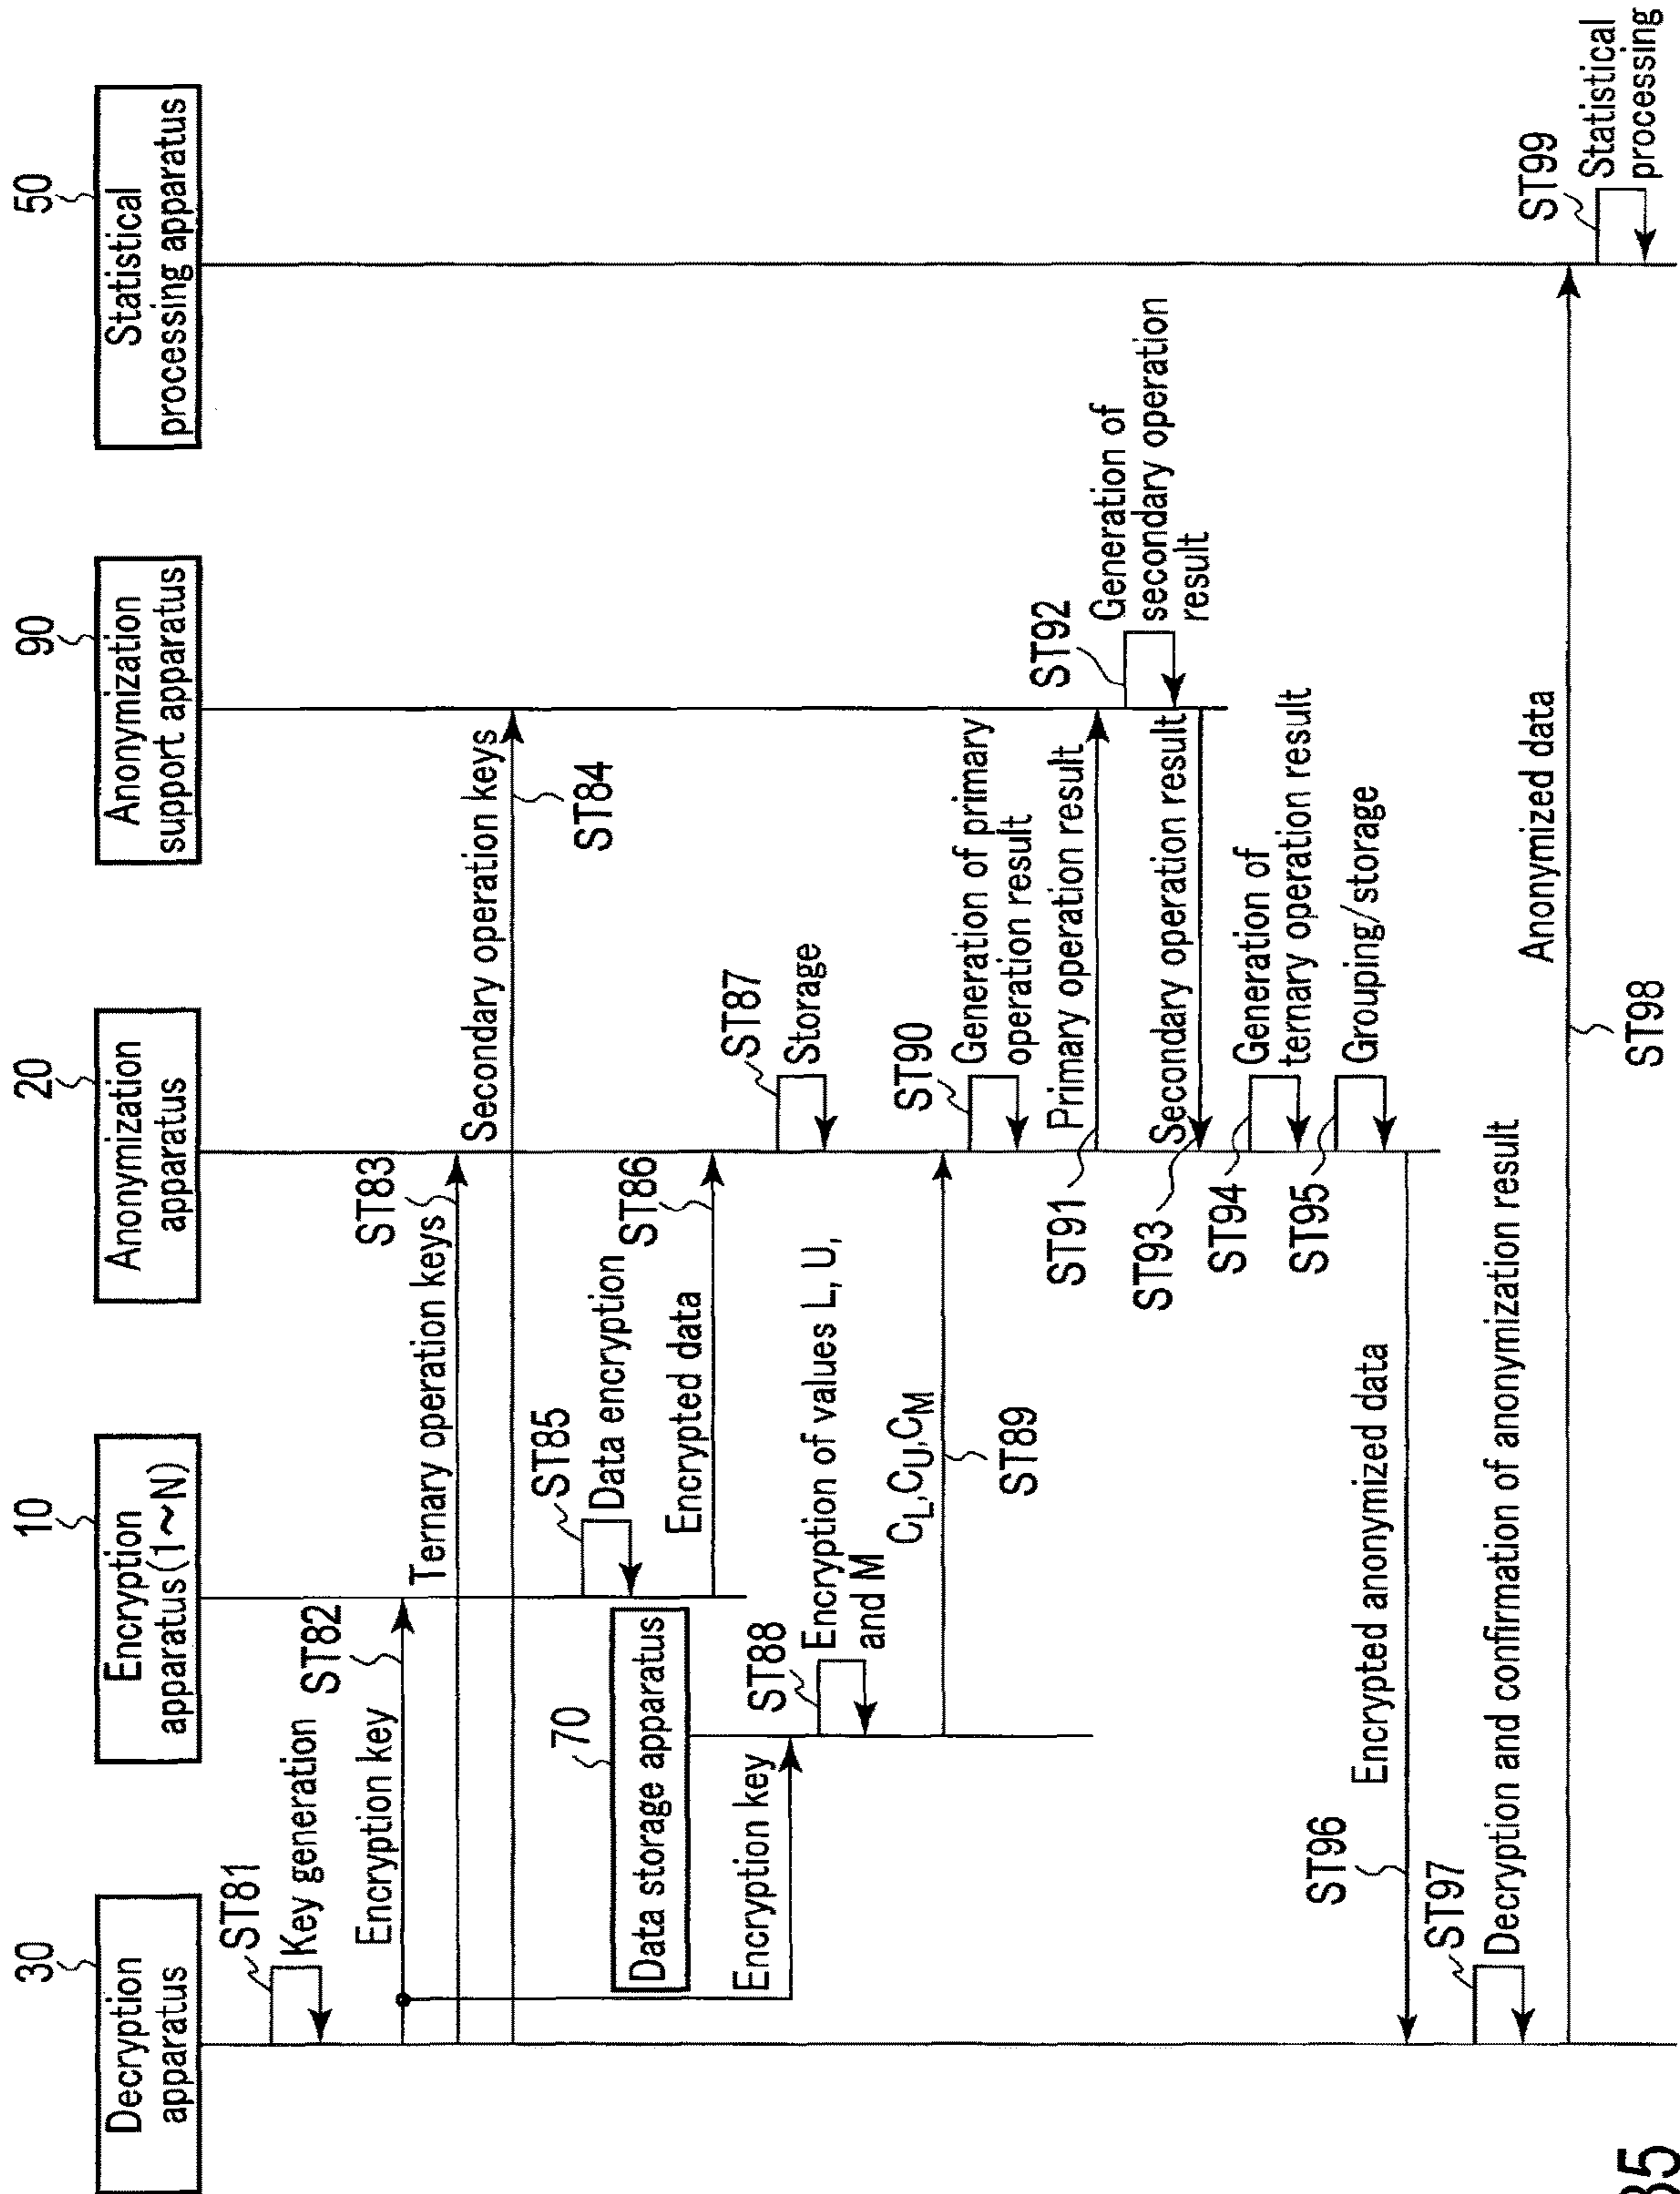 30
Decryption
apparatus
10
Encryption
apparatus(1~N)
20
Anonymization
apparatus
90
Anonymization
support apparatus
50
Statistical
processing apparatus
ST81
Key generation
ST82
Encryption key
ST83
Ternary operation keys
Secondary operation keys
ST84
70
Data storage apparatus
ST85
Data encryption
ST86
Encrypted data
ST87
Storage
Encryption key
ST88
Encryption of values L, U,
and M
CL,CU,CM
ST89
ST90
Generation of primary
operation result
Primary operation result
ST91
ST92
Generation of
secondary operation
result
Secondary operation result
ST93
ST94
Generation of
ternary operation result
ST95
Grouping/storage
Encrypted anonymized data
ST96
ST97
Decryption and confirmation of anonymization result
Anonymized data
ST98
ST99
Statistical
processing
35